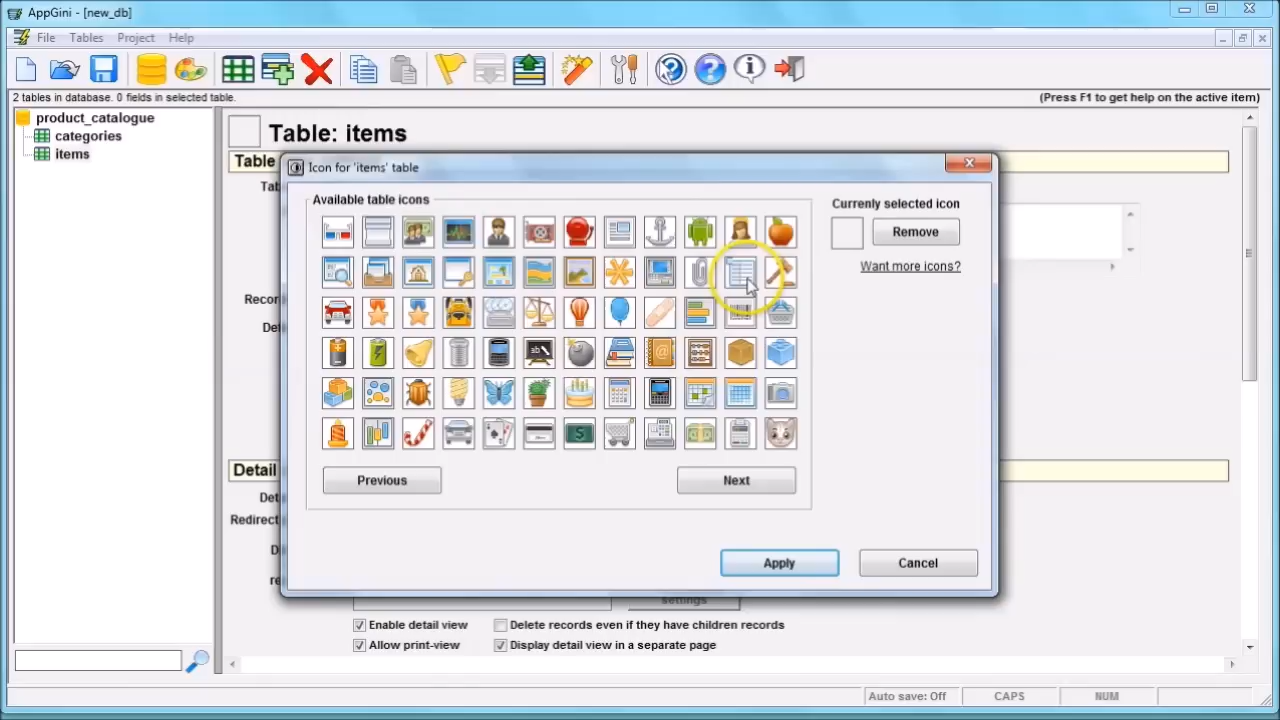 AppGini - [new_db]
File Tables Project Help
2 tables in database. 0 fields in selected table.
(Press F1 to get help on the active item)
product_catalogue
categories
items
Table: items
Table
Icon for 'items' table
Available table icons
Currently selected icon
Remove
Want more icons?
Previous
Next
Apply
Cancel
Detail
Redirect
settings
Enable detail view
Delete records even if they have children records
Allow print-view
Display detail view in a separate page
Auto save: Off
CAPS
NUM